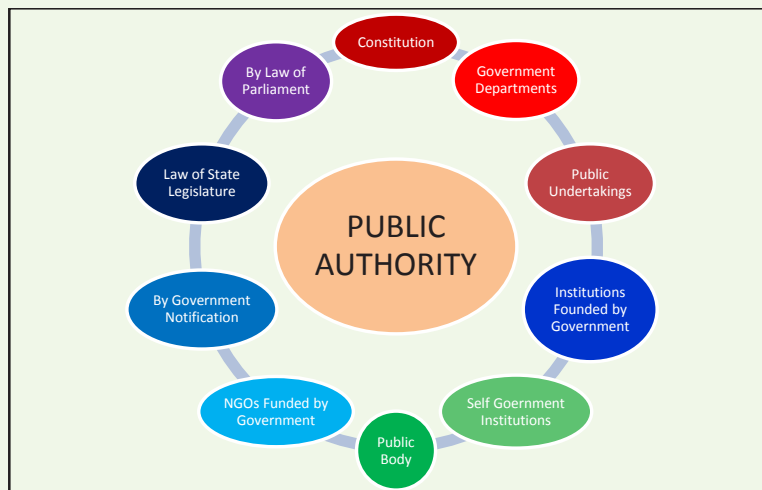 Constitution
Government
Departments
Public
Undertakings
Institutions
Founded by
Government
Self Goernment
Institutions
Public
Body
NGOs Funded by
Government
By Government
Notification
Law of State
Legislature
By Law of
Parliament
PUBLIC
AUTHORITY